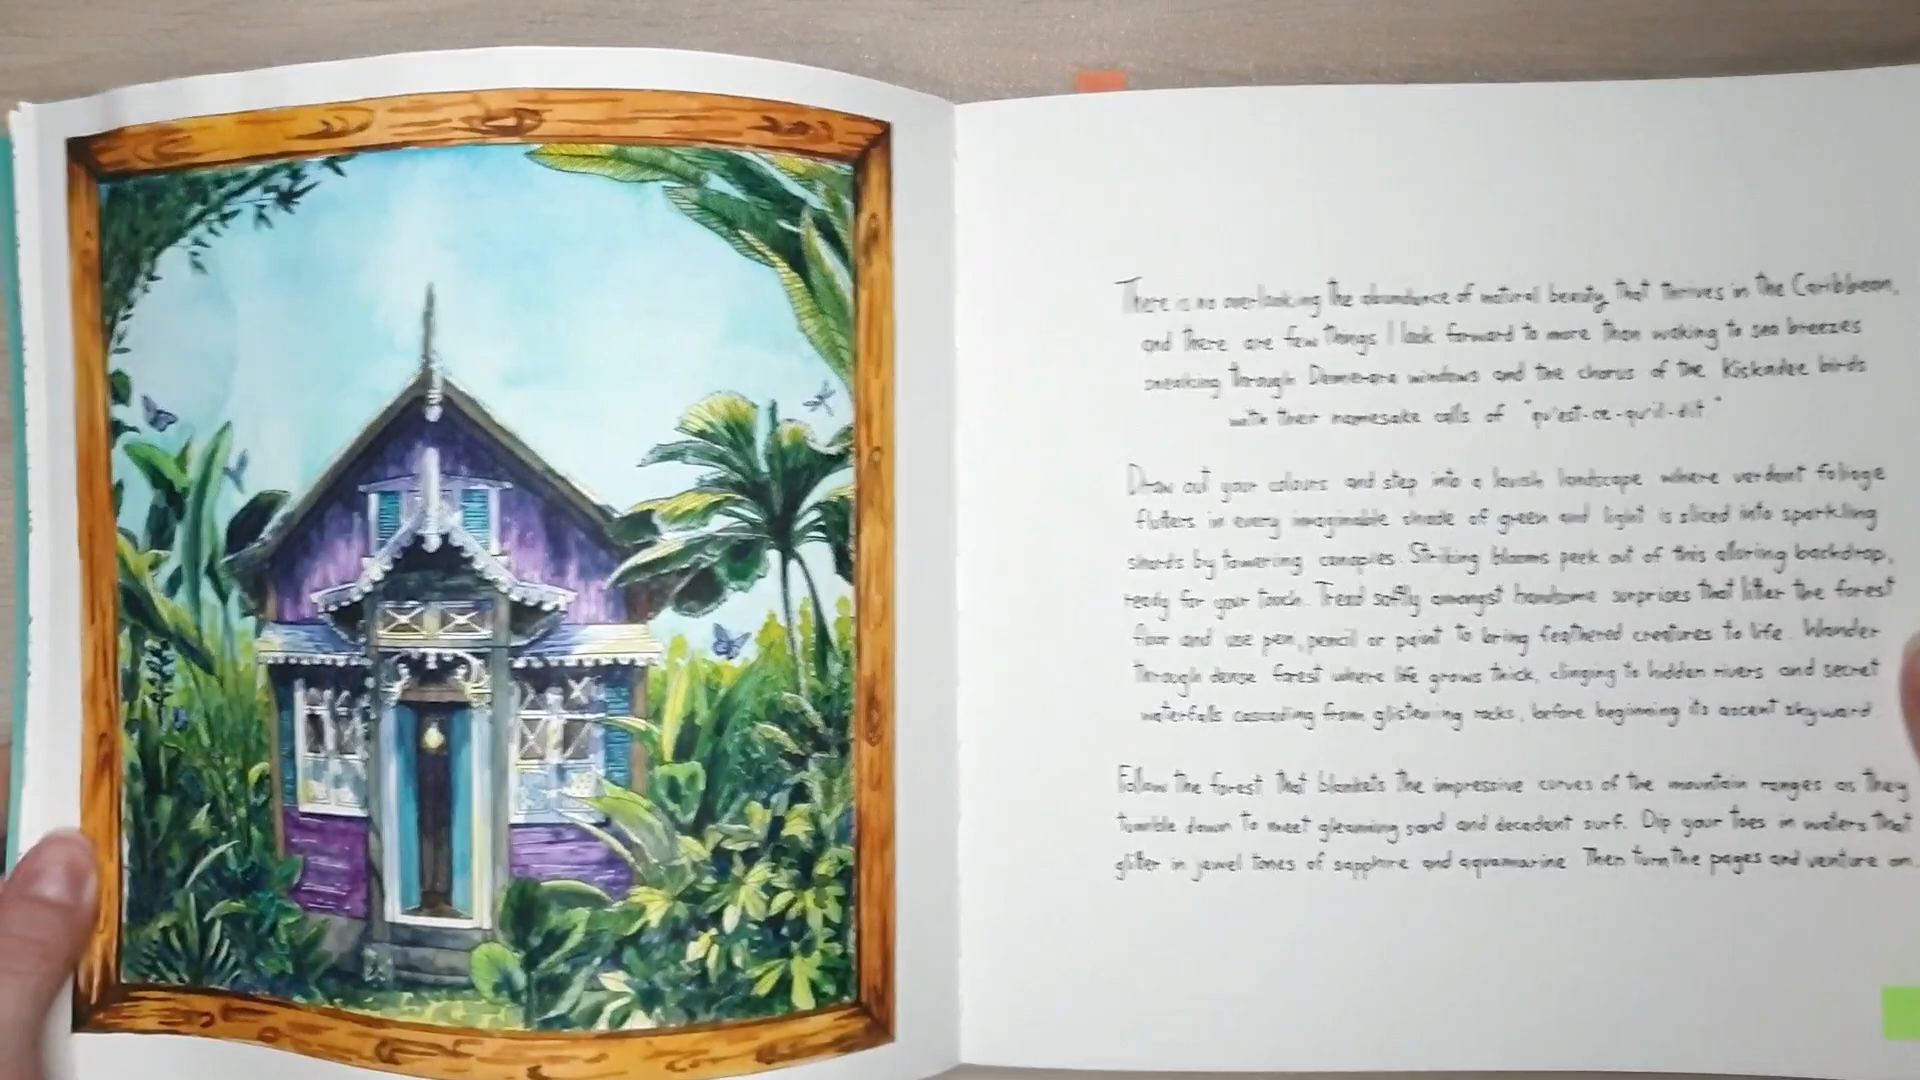 There is no overlooking the abundance of natural beauty that thrives in the Caribbean,
and there are few things I look forward to more than waking to sea breezes
sneaking through Demerara windows and the chorus of the Kiskadee birds
with their namesake calls of "qu'est-ce-qu'il-dit"
Draw out your colours and step into a lavish landscape where verdant foliage
flutters in every imaginable shade of green and light is sliced into sparkling
shards by towering canopies. Striking blooms peek out of this alluring backdrop,
ready for your touch. Tread softly amongst handsome surprises that litter the forest
floor and use pen, pencil or paint to bring feathered creatures to life. Wander
through dense forest where life grows thick, clinging to hidden rivers and secret
waterfalls cascading from glistening rocks, before beginning its ascent skyward
Follow the forest that blankets the impressive curves of the mountain ranges as they
tumble down to meet gleaming sand and decadent surf. Dip your toes in waters that
glitter in jewel tones of sapphire and aquamarine Then turn the pages and venture on.